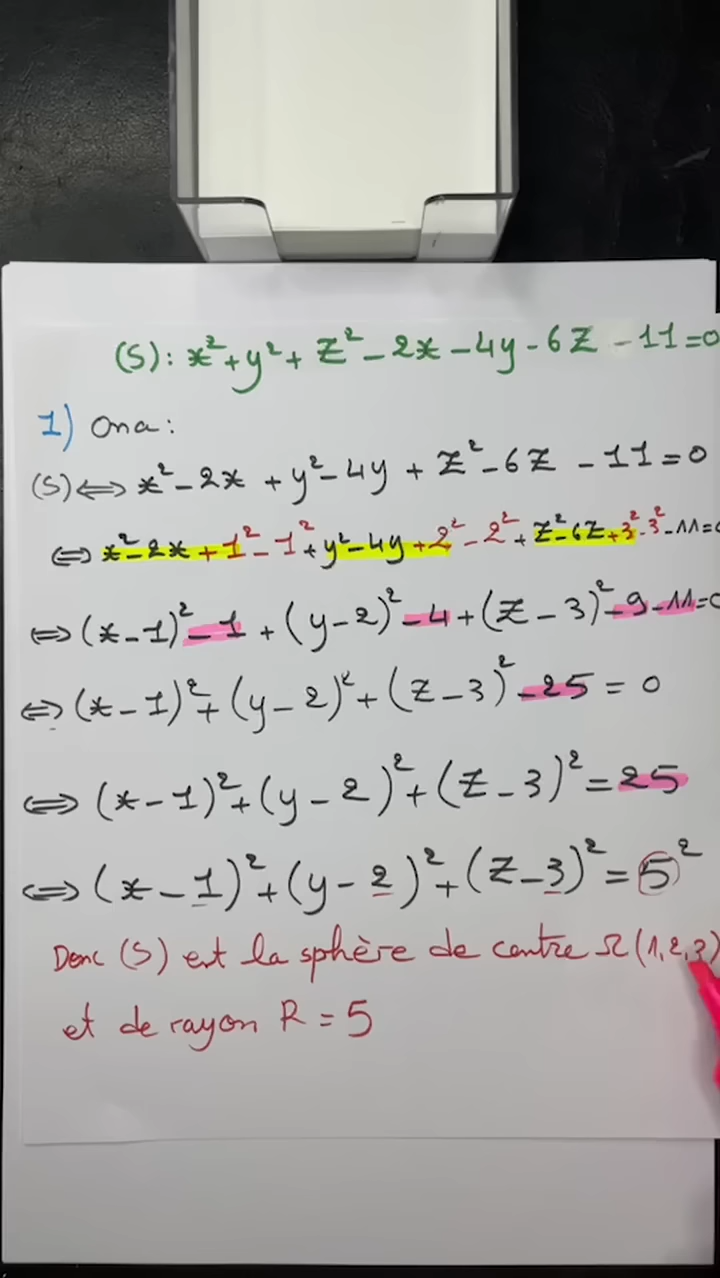 (S): x² + y² + z² - 2x - 4y - 6z - 11 = 0
1) On a :
(S) ⇔ x² - 2x + y² - 4y + z² - 6z - 11 = 0
⇔ x² - 2x + 1² - 1² + y² - 4y + 2² - 2² + z² - 6z + 3² - 3² - 11 = 0
⇔ (x - 1)² - 1 + (y - 2)² - 4 + (z - 3)² - 9 - 11 = 0
⇔ (x - 1)² + (y - 2)² + (z - 3)² - 25 = 0
⇔ (x - 1)² + (y - 2)² + (z - 3)² = 25
⇔ (x - 1)² + (y - 2)² + (z - 3)² = 5²
Donc (S) est la sphère de centre Ω (1, 2, 3)
et de rayon R = 5